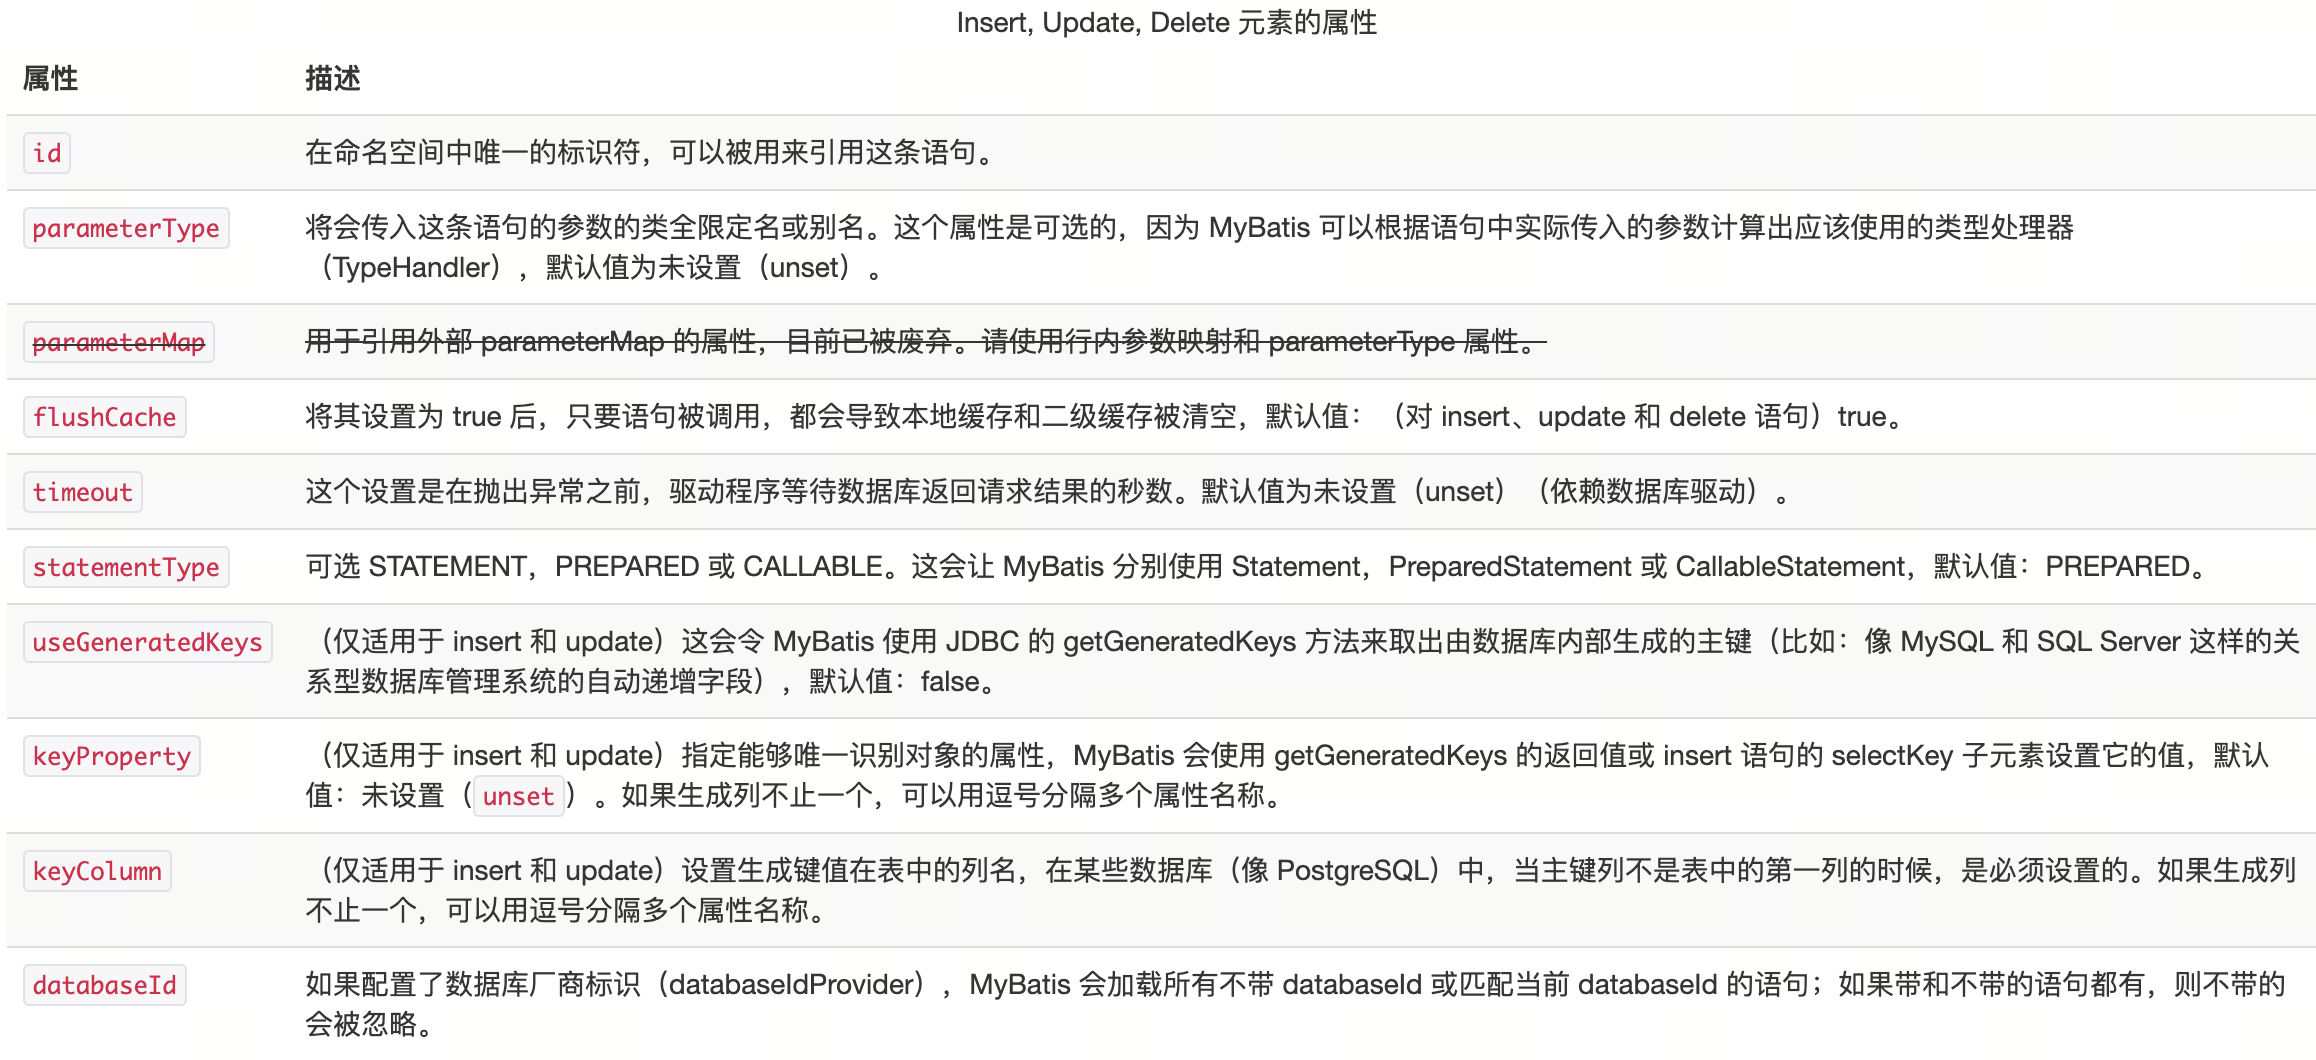 Insert, Update, Delete 元素的属性
属性 描述
id 在命名空间中唯一的标识符，可以被用来引用这条语句。
parameterType 将会传入这条语句的参数的类全限定名或别名。这个属性是可选的，因为 MyBatis 可以根据语句中实际传入的参数计算出应该使用的类型处理器
（TypeHandler），默认值为未设置（unset）。
parameterMap 用于引用外部 parameterMap 的属性，目前已被废弃。请使用行内参数映射和 parameterType 属性。
flushCache 将其设置为 true 后，只要语句被调用，都会导致本地缓存和二级缓存被清空，默认值：（对 insert、update 和 delete 语句）true。
timeout 这个设置是在抛出异常之前，驱动程序等待数据库返回请求结果的秒数。默认值为未设置（unset）（依赖数据库驱动）。
statementType 可选 STATEMENT，PREPARED 或 CALLABLE。这会让 MyBatis 分别使用 Statement，PreparedStatement 或 CallableStatement，默认值：PREPARED。
useGeneratedKeys （仅适用于 insert 和 update）这会令 MyBatis 使用 JDBC 的 getGeneratedKeys 方法来取出由数据库内部生成的主键（比如：像 MySQL 和 SQL Server 这样的关
系型数据库管理系统的自动递增字段），默认值：false。
keyProperty （仅适用于 insert 和 update）指定能够唯一识别对象的属性，MyBatis 会使用 getGeneratedKeys 的返回值或 insert 语句的 selectKey 子元素设置它的值，默认
值：未设置（unset）。如果生成列不止一个，可以用逗号分隔多个属性名称。
keyColumn （仅适用于 insert 和 update）设置生成键值在表中的列名，在某些数据库（像 PostgreSQL）中，当主键列不是表中的第一列的时候，是必须设置的。如果生成列
不止一个，可以用逗号分隔多个属性名称。
databaseId 如果配置了数据库厂商标识（databaseIdProvider），MyBatis 会加载所有不带 databaseId 或匹配当前 databaseId 的语句；如果带和不带的语句都有，则不带的
会被忽略。